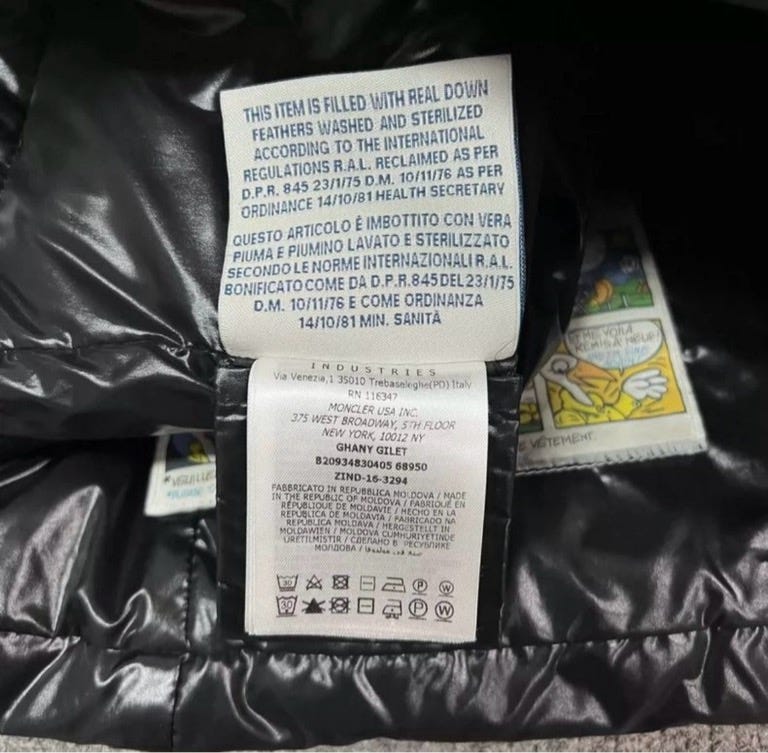 THIS ITEM IS FILLED WITH REAL DOWN
FEATHERS WASHED AND STERILIZED
ACCORDING TO THE INTERNATIONAL
REGULATIONS R.A.L. RECLAIMED AS PER
D.P.R. 845 23/1/75 D.M. 10/11/76 AS PER
ORDINANCE 14/10/81 HEALTH SECRETARY
QUESTO ARTICOLO È IMBOTTITO CON VERA
PIUMA E PIUMINO LAVATO E STERILIZZATO
SECONDO LE NORME INTERNAZIONALI R.A.L.
BONIFICATO COME DA D.P.R. 845 DEL 23/1/75
D.M. 10/11/76 E COME ORDINANZA
14/10/81 MIN. SANITÀ
INDUSTRIES
Via Venezia,1 35010 Trebaseleghe(PD) Italy
RN 116347
MONCLER USA INC.
375 WEST BROADWAY, 5TH FLOOR
NEW YORK, 10012 NY
GHANY GILET
B20934830405 68950
ZIND-16-3294
FABBRICATO IN REPUBBLICA MOLDOVA / MADE
IN THE REPUBLIC OF MOLDOVA / FABRIQUÉ EN
RÉPUBLIQUE DE MOLDAVIE / HECHO EN LA
REPÚBLICA DE MOLDAVIA / FABRICADO NA
REPÚBLICA MOLDAVA / HERGESTELLT IN
MOLDAWIEN / MOLDOVA CUMHURIYETINDE
ÜRETILMISTIR / СДЕЛАНО В РЕСПУБЛИКЕ
МОЛДОВА /
30
P
W
30
P
W
VÊTEMENT.